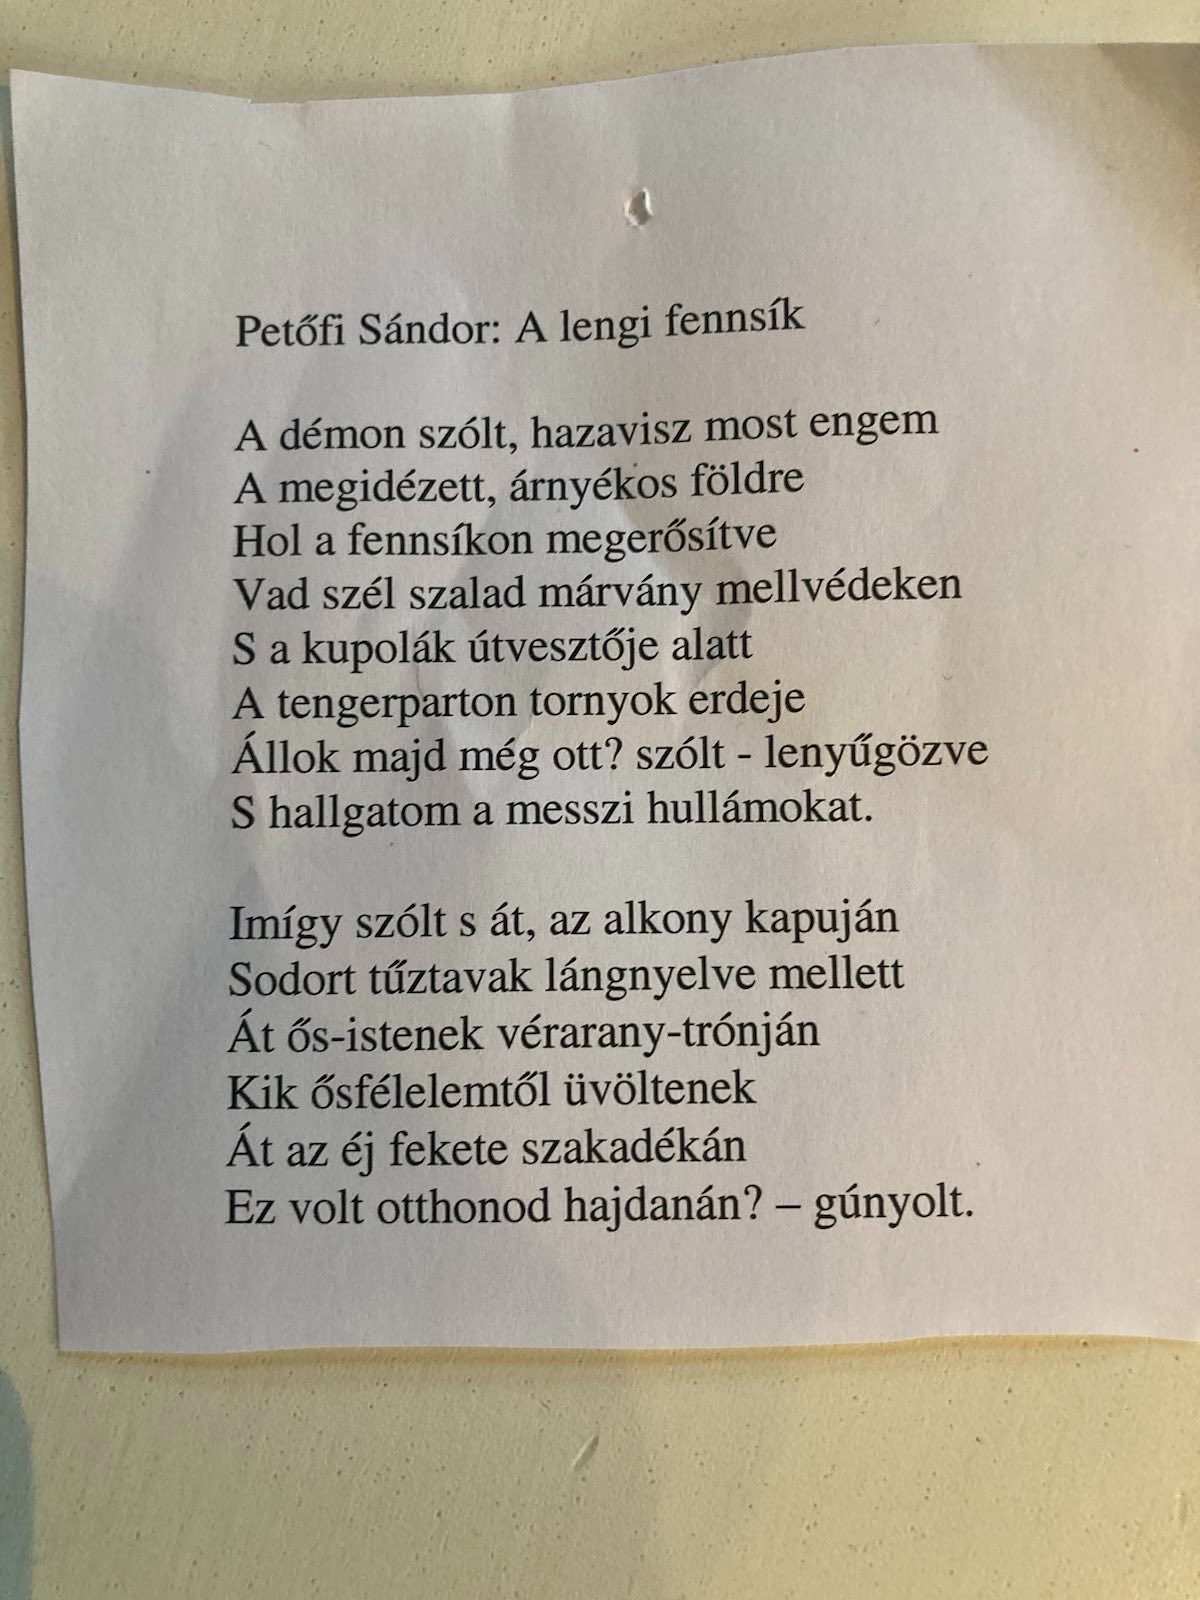 Petőfi Sándor: A lengi fennsík
A démon szólt, hazavisz most engem
A megidézett, árnyékos földre
Hol a fennsíkon megerősítve
Vad szél szalad márvány mellvédeken
S a kupolák útvesztője alatt
A tengerparton tornyok erdeje
Állok majd még ott? szólt - lenyűgözve
S hallgatom a messzi hullámokat.
Imígy szólt s át, az alkony kapuján
Sodort tűztavak lángnyelve mellett
Át ős-istenek vérarany-trónján
Kik ősfélelemtől üvöltenek
Át az éj fekete szakadékán
Ez volt otthonod hajdanán? – gúnyolt.